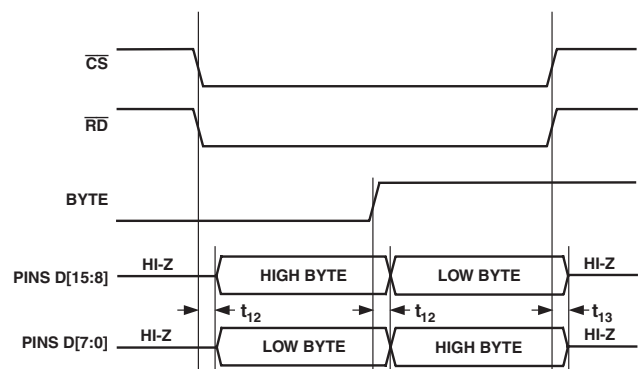 CS
RD
BYTE
PINS D[15:8] HI-Z HIGH BYTE LOW BYTE HI-Z
t12 t12 t13
PINS D[7:0] HI-Z LOW BYTE HIGH BYTE HI-Z